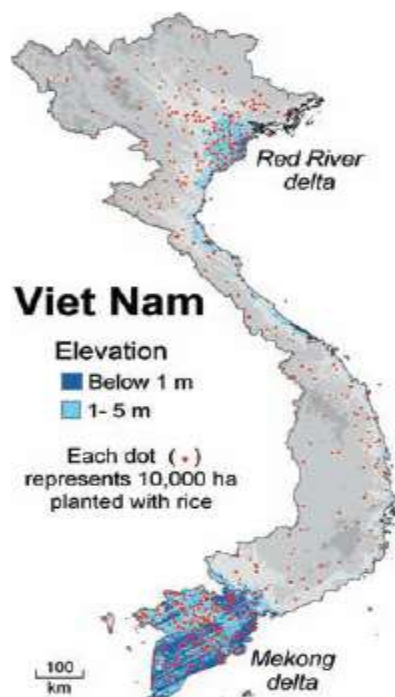 Red River
delta
Viet Nam
Elevation
Below 1 m
1- 5 m
Each dot (•)
represents 10,000 ha
planted with rice
100
km
Mekong
delta